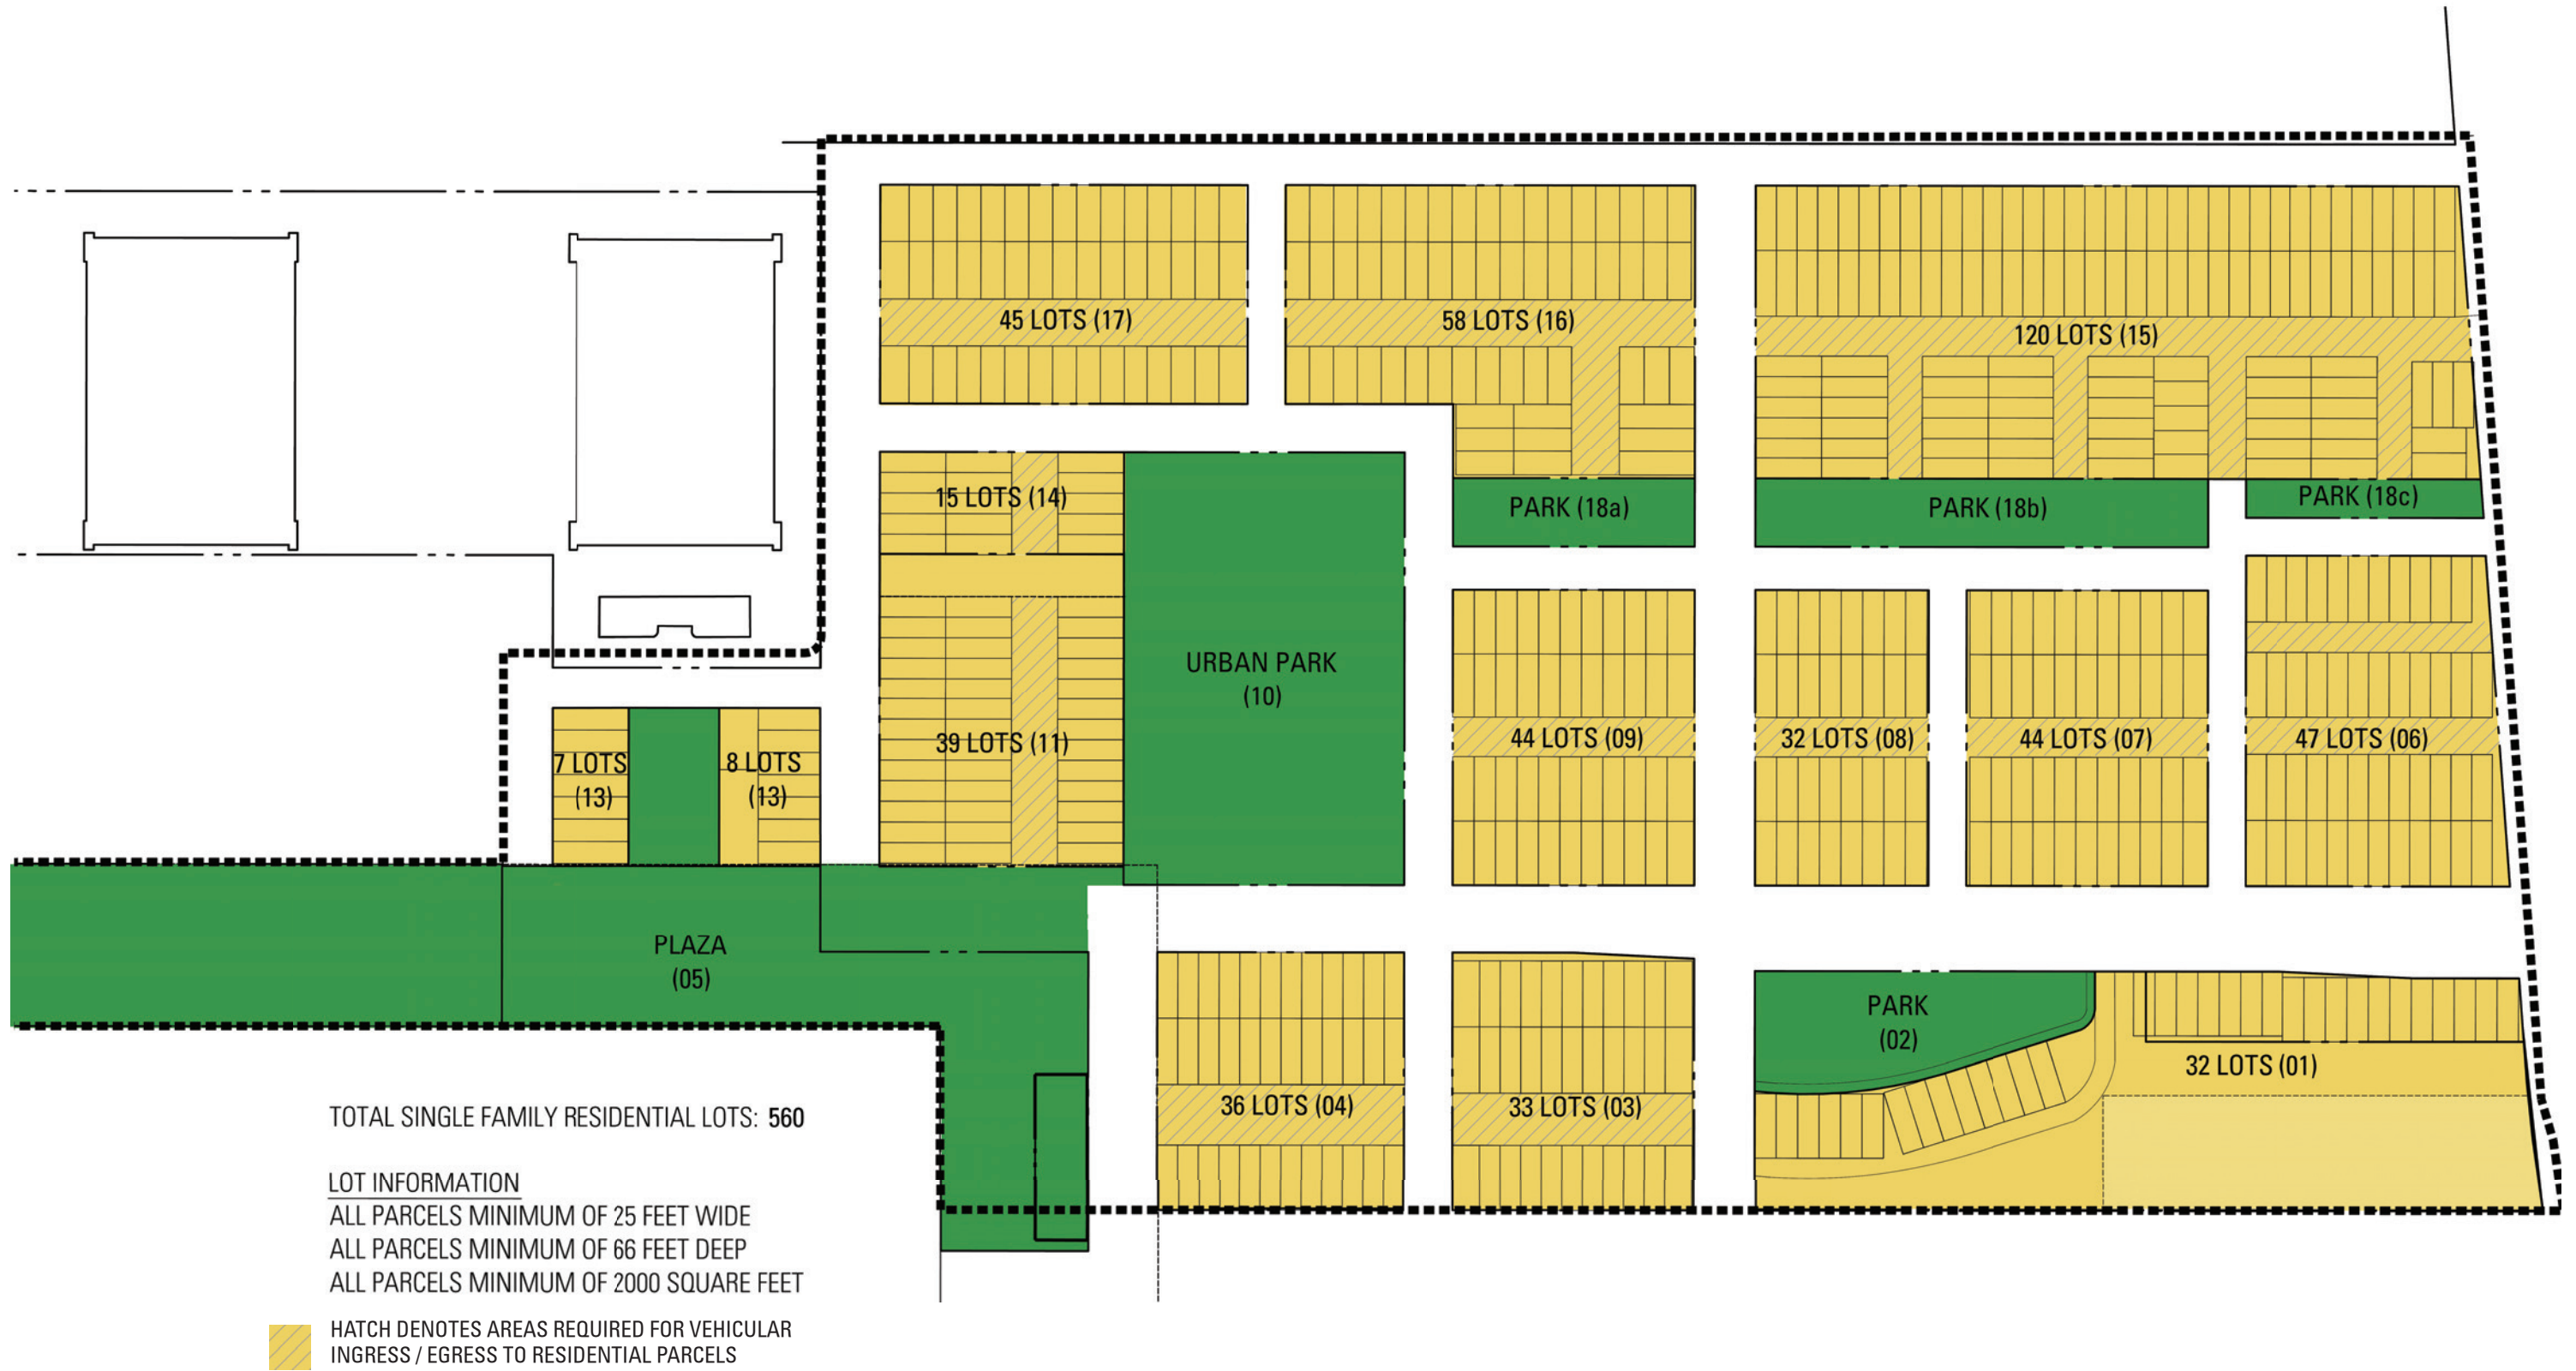 45 LOTS (17)
58 LOTS (16)
120 LOTS (15)
15 LOTS (14)
PARK (18a)
PARK (18b)
PARK (18c)
URBAN PARK
(10)
39 LOTS (11)
44 LOTS (09)
32 LOTS (08)
44 LOTS (07)
47 LOTS (06)
7 LOTS
(13)
8 LOTS
(13)
PLAZA
(05)
PARK
(02)
32 LOTS (01)
36 LOTS (04)
33 LOTS (03)
TOTAL SINGLE FAMILY RESIDENTIAL LOTS: 560
LOT INFORMATION
ALL PARCELS MINIMUM OF 25 FEET WIDE
ALL PARCELS MINIMUM OF 66 FEET DEEP
ALL PARCELS MINIMUM OF 2000 SQUARE FEET
HATCH DENOTES AREAS REQUIRED FOR VEHICULAR
INGRESS / EGRESS TO RESIDENTIAL PARCELS